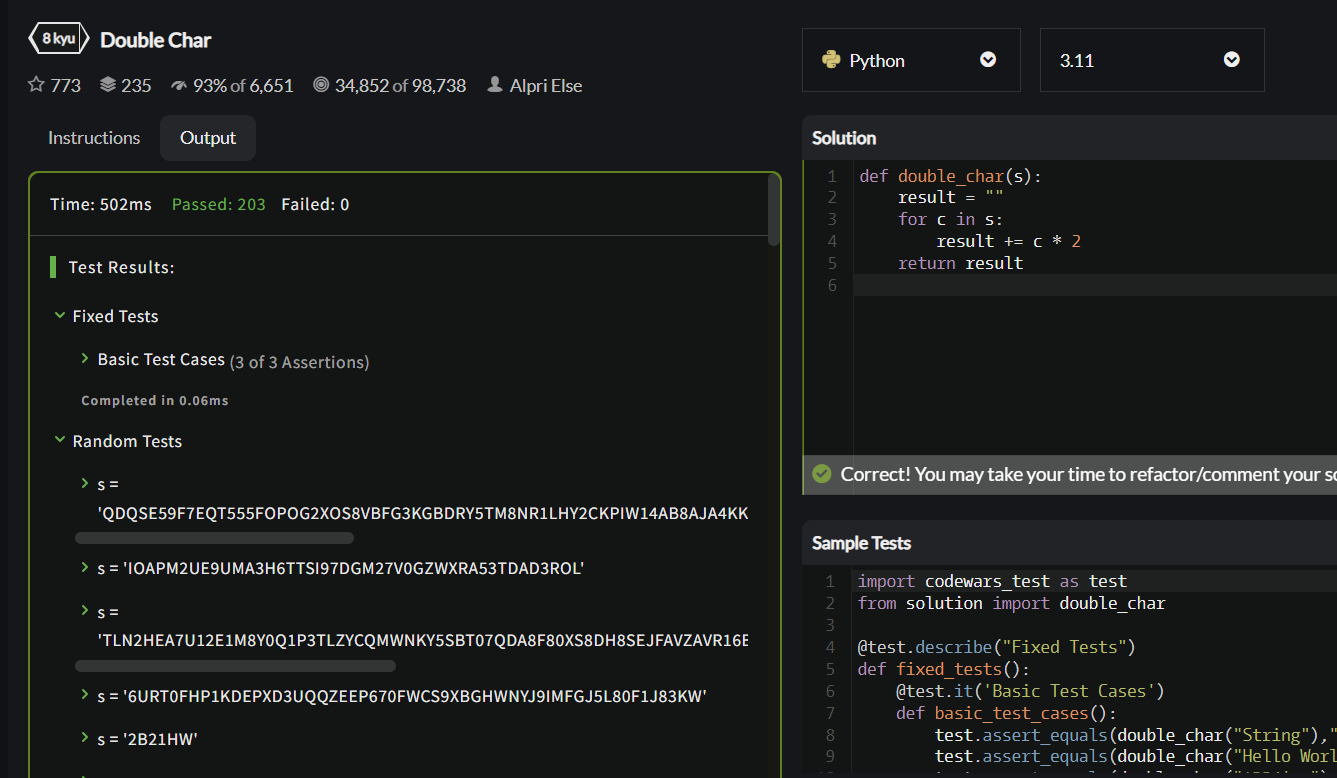 8 kyu Double Char
773 235 93% of 6,651 34,852 of 98,738 Alpri Else
Instructions Output
Time: 502ms Passed: 203 Failed: 0
Test Results:
Fixed Tests
Basic Test Cases (3 of 3 Assertions)
Completed in 0.06ms
Random Tests
s =
'QDQSE59F7EQT555FOPOG2XOS8VBFG3KGBDRY5TM8NR1LHY2CKPIW14AB8AJA4KK
s = 'IOAPM2UE9UMA3H6TTSI97DGM27V0GZWXRA53TDAD3ROL'
s =
'TLN2HEA7U12E1M8Y0Q1P3TLZYCQMWNKY5SBT07QDA8F80XS8DH8SEJFAVZAVR16E
s = '6URT0FHP1KDEPXD3UQQZEEP670FWCS9XBGHWNYJ9IMFGJ5L80F1J83KW'
s = '2B21HW'
Python 3.11
Solution
1 def double_char(s):
2     result = ""
3     for c in s:
4         result += c * 2
5     return result
6
Correct! You may take your time to refactor/comment your
Sample Tests
1 import codewars_test as test
2 from solution import double_char
3
4 @test.describe("Fixed Tests")
5 def fixed_tests():
6     @test.it('Basic Test Cases')
7     def basic_test_cases():
8         test.assert_equals(double_char("String"),"
9         test.assert_equals(double_char("Hello Worl